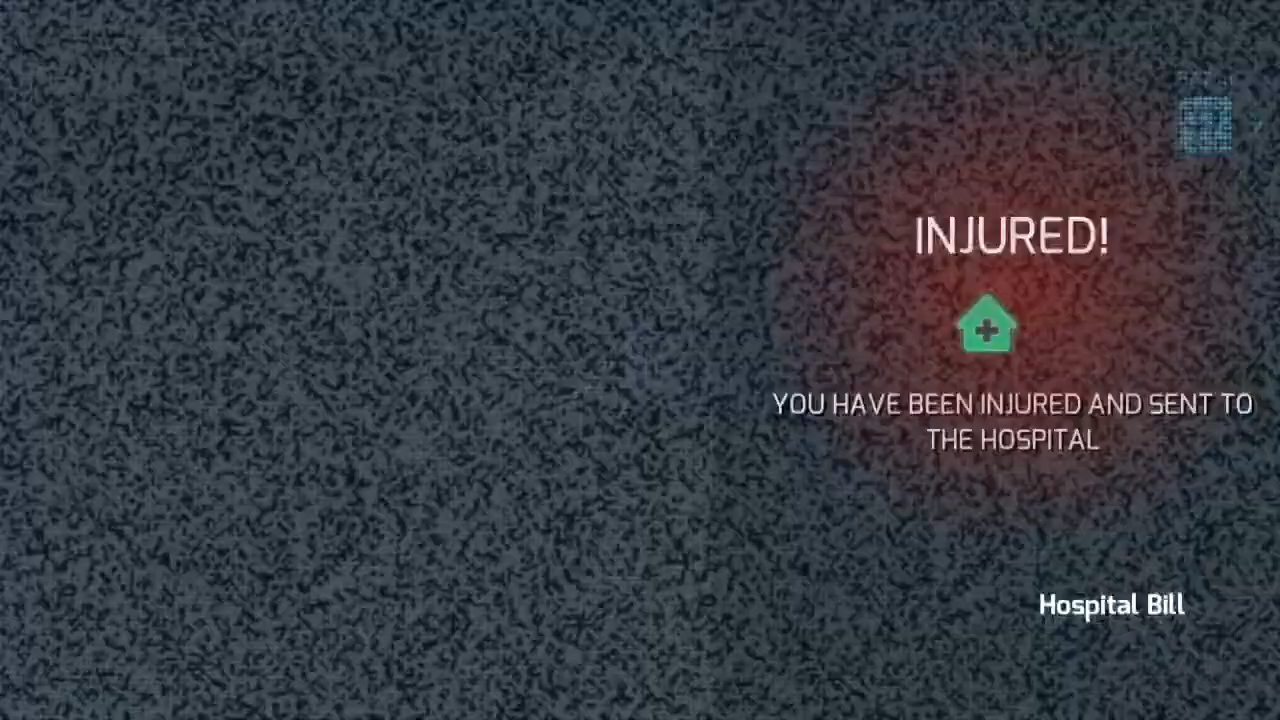 INJURED!
YOU HAVE BEEN INJURED AND SENT TO
THE HOSPITAL
Hospital Bill